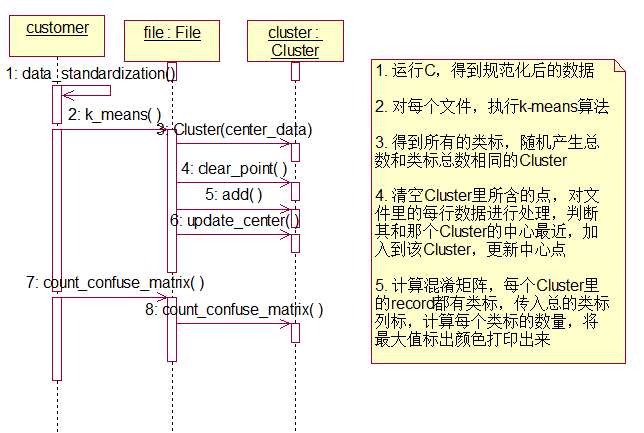 customer
file : File
cluster :
Cluster
1: data_standardization()
2: k_means( )
3: Cluster(center_data)
4: clear_point( )
5: add( )
6: update_center( )
7: count_confuse_matrix( )
8: count_confuse_matrix( )
1. 运行C，得到规范化后的数据
2. 对每个文件，执行k-means算法
3. 得到所有的类标，随机产生总
数和类标总数相同的Cluster
4. 清空Cluster里所含的点，对文
件里的每行数据进行处理，判断
其和那个Cluster的中心最近，加
入到该Cluster，更新中心点
5. 计算混淆矩阵，每个Cluster里
的record都有类标，传入总的类标
列标，计算每个类标的数量，将
最大值标出颜色打印出来